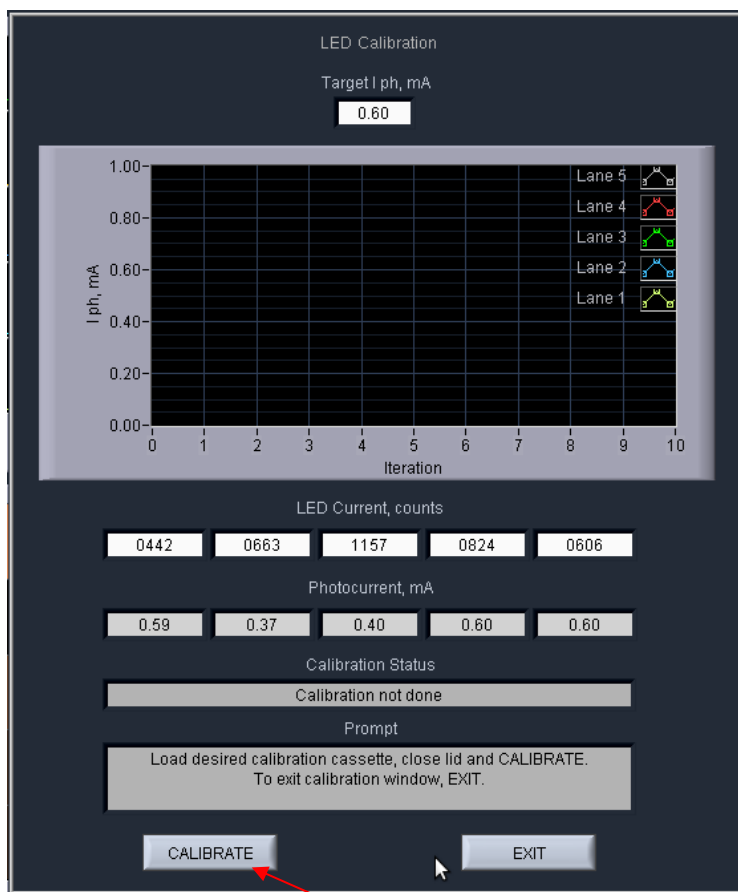 LED Calibration
Target I ph, mA
0.60
1.00
0.80
0.60
0.40
0.20
0.00
I ph, mA
0 1 2 3 4 5 6 7 8 9 10
Iteration
Lane 5
Lane 4
Lane 3
Lane 2
Lane 1
LED Current, counts
0442 0663 1157 0824 0606
Photocurrent, mA
0.59 0.37 0.40 0.60 0.60
Calibration Status
Calibration not done
Prompt
Load desired calibration cassette, close lid and CALIBRATE.
To exit calibration window, EXIT.
CALIBRATE EXIT